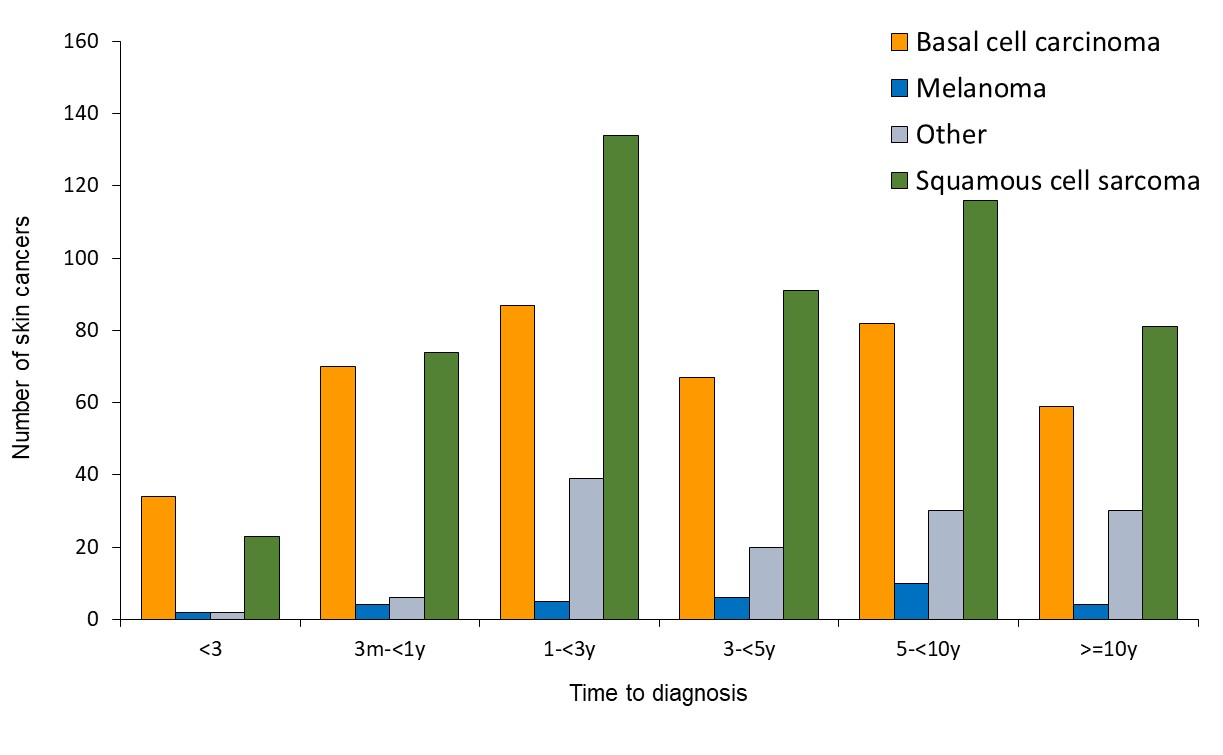 160
140
120
100
80
60
40
20
0
Number of skin cancers
Basal cell carcinoma
Melanoma
Other
Squamous cell sarcoma
<3
3m-<1y
1-<3y
3-<5y
5-<10y
>=10y
Time to diagnosis